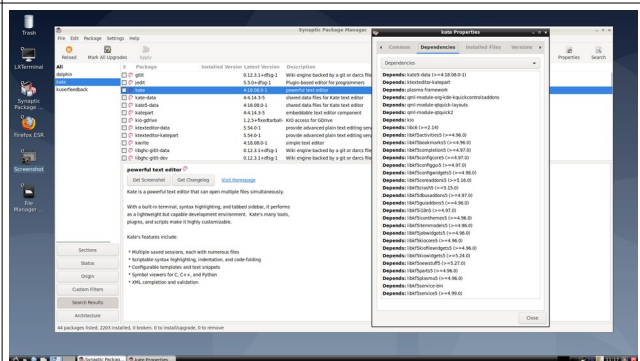 Trash
LXTerminal
Synaptic
Package ...
Firefox ESR
Screenshot
File
Manager ...
Synaptic Package Manager
File Edit Package Settings Help
Reload
Mark All Upgrades
Apply
Properties
Search
All
dolphin
kate
kuserfeedback
S Package Installed Version Latest Version Description
gitit 0.12.3.1+dfsg-1 Wiki engine backed by a git or darcs file
jedit 5.5.0+dfsg-1 Plugin-based editor for programmers
kate 4:18.08.0-1 powerful text editor
kate-data 4:4.14.3-5 shared data files for Kate text editor
kate5-data 4:18.08.0-1 shared data files for Kate text editor
katepart 4:4.14.3-5 embeddable text editor component
kio-gdrive 1.2.5+fixedtarball- KIO access for GDrive
ktexteditor-data 5.54.0-1 provide advanced plain text editing serv
ktexteditor-katepart 5.54.0-1 provide advanced plain text editing serv
kwrite 4:18.08.0-1 simple text editor
libghc-gitit-data 0.12.3.1+dfsg-1 Wiki engine backed by a git or darcs file
libghc-gitit-dev 0.12.3.1+dfsg-1 Wiki engine backed by a git or darcs file
powerful text editor
Get Screenshot Get Changelog Visit Homepage
Kate is a powerful text editor that can open multiple files simultaneously.
With a built-in terminal, syntax highlighting, and tabbed sidebar, it performs
as a lightweight but capable development environment. Kate's many tools,
plugins, and scripts make it highly customizable.
Kate's features include:
* Multiple saved sessions, each with numerous files
* Scriptable syntax highlighting, indentation, and code-folding
* Configurable templates and text snippets
* Symbol viewers for C, C++, and Python
* XML completion and validation
Sections
Status
Origin
Custom Filters
Search Results
Architecture
44 packages listed, 2203 installed, 0 broken. 0 to install/upgrade, 0 to remove
kate Properties
Common Dependencies Installed Files Versions
Dependencies
Depends: kate5-data (>=4:18.08.0-1)
Depends: ktexteditor-katepart
Depends: plasma-framework
Depends: qml-module-org-kde-kquickcontrolsaddons
Depends: qml-module-qtquick-layouts
Depends: qml-module-qtquick2
Depends: kio
Depends: libc6 (>=2.14)
Depends: libkf5activities5 (>=4.96.0)
Depends: libkf5bookmarks5 (>=4.96.0)
Depends: libkf5completion5 (>=4.97.0)
Depends: libkf5configcore5 (>=4.98.0)
Depends: libkf5configgui5 (>=4.97.0)
Depends: libkf5configwidgets5 (>=4.96.0)
Depends: libkf5coreaddons5 (>=5.16.0)
Depends: libkf5crash5 (>=5.15.0)
Depends: libkf5dbusaddons5 (>=4.97.0)
Depends: libkf5guiaddons5 (>=4.96.0)
Depends: libkf5i18n5 (>=4.97.0)
Depends: libkf5iconthemes5 (>=4.96.0)
Depends: libkf5itemmodels5 (>=4.96.0)
Depends: libkf5jobwidgets5 (>=4.96.0)
Depends: libkf5kiocore5 (>=4.96.0)
Depends: libkf5kiofilewidgets5 (>=4.96.0)
Depends: libkf5kiowidgets5 (>=5.24.0)
Depends: libkf5newstuff5 (>=5.27.0)
Depends: libkf5parts5 (>=4.96.0)
Depends: libkf5plasma5 (>=4.96.0)
Depends: libkf5service-bin
Depends: libkf5service5 (>=4.99.0)
Close
Synaptic Packag...
kate Properties
11:17